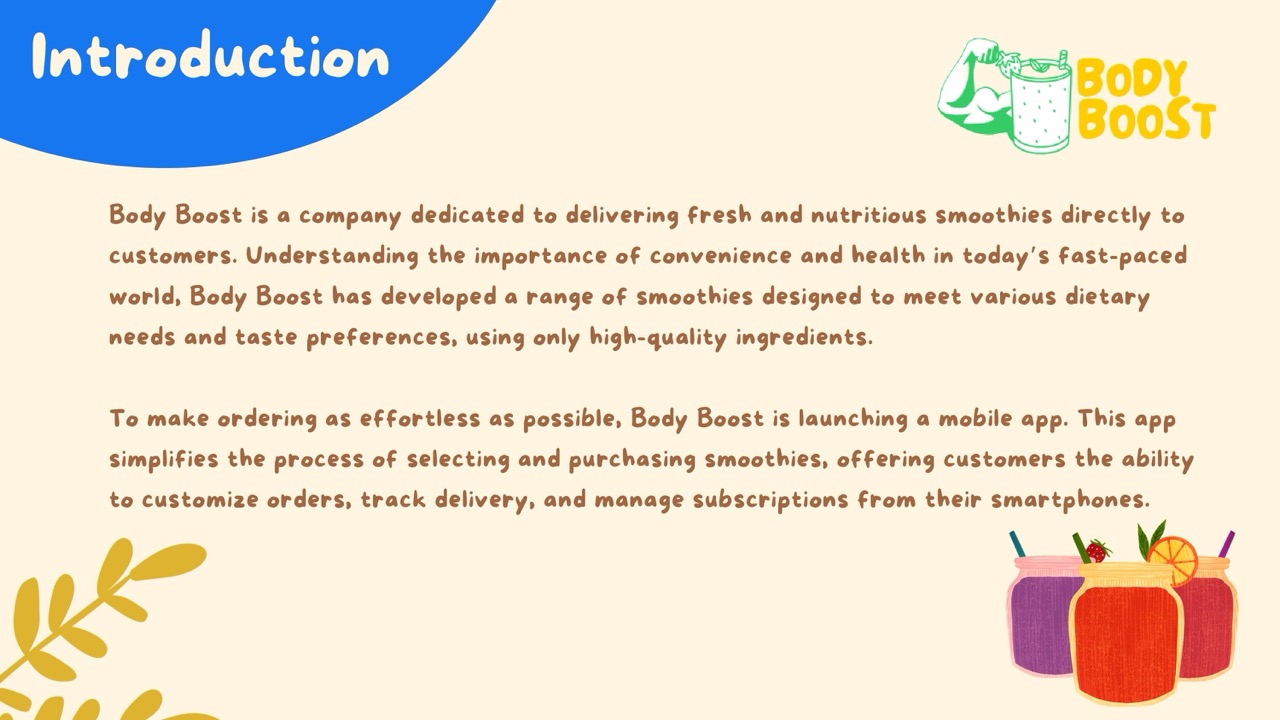 Introduction
BODY
BOOST
Body Boost is a company dedicated to delivering fresh and nutritious smoothies directly to
customers. Understanding the importance of convenience and health in today's fast-paced
world, Body Boost has developed a range of smoothies designed to meet various dietary
needs and taste preferences, using only high-quality ingredients.
To make ordering as effortless as possible, Body Boost is launching a mobile app. This app
simplifies the process of selecting and purchasing smoothies, offering customers the ability
to customize orders, track delivery, and manage subscriptions from their smartphones.